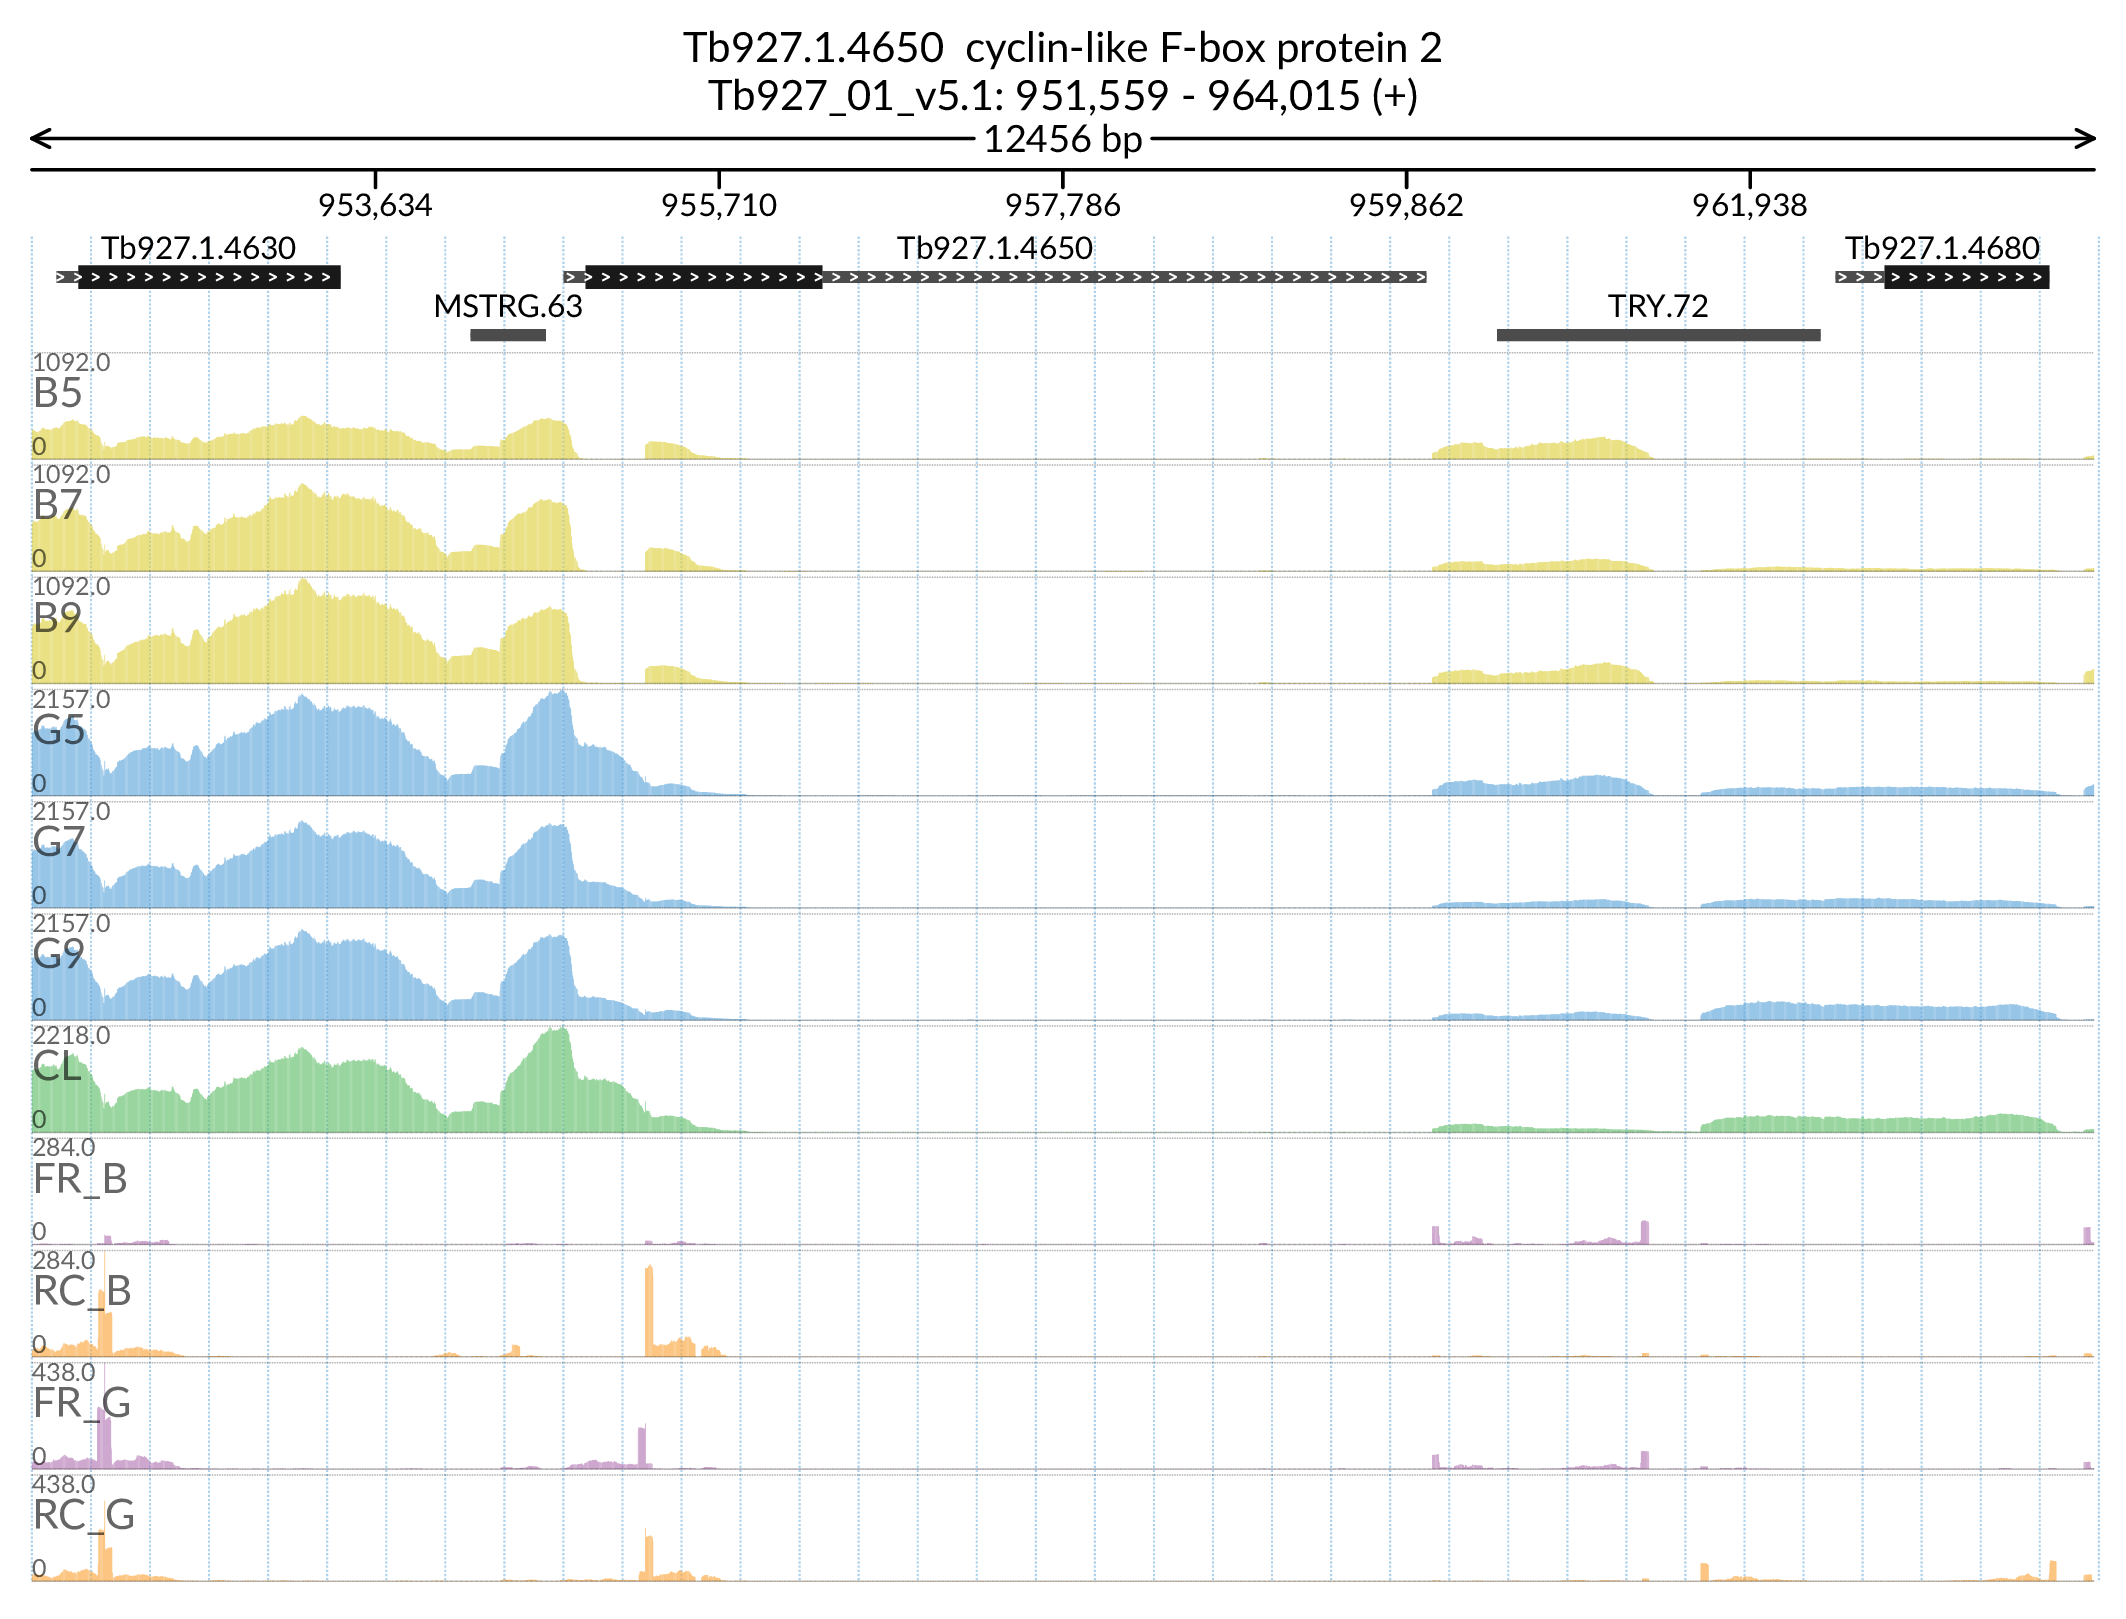 Tb927.1.4650  cyclin-like F-box protein 2
Tb927_01_v5.1: 951,559 - 964,015 (+)
12456 bp
953,634 955,710 957,786 959,862 961,938
Tb927.1.4630 Tb927.1.4650 Tb927.1.4680
MSTRG.63 TRY.72
1092.0
B5
0
1092.0
B7
0
1092.0
B9
0
2157.0
G5
0
2157.0
G7
0
2157.0
G9
0
2218.0
CL
0
284.0
FR_B
0
284.0
RC_B
0
438.0
FR_G
0
438.0
RC_G
0